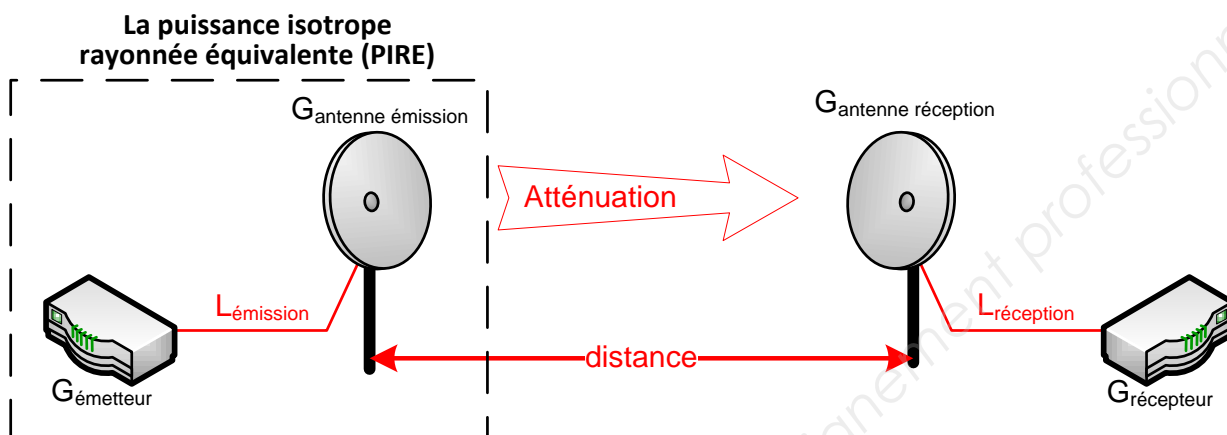 La puissance isotrope
rayonnée équivalente (PIRE)
Gantenne émission
Gantenne réception
Atténuation
Lémission
Lréception
distance
Gémetteur
Grécepteur